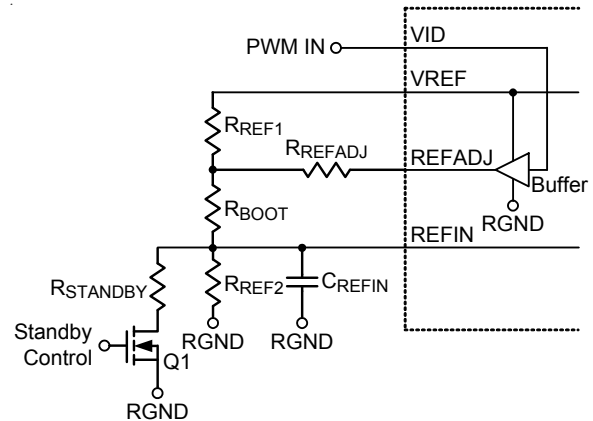 VID
PWM IN
VREF
RREF1
RREFADJ
REFADJ
Buffer
RBOOT
RGND
REFIN
RSTANDBY
RREF2
CREFIN
Standby
Control
Q1
RGND
RGND
RGND